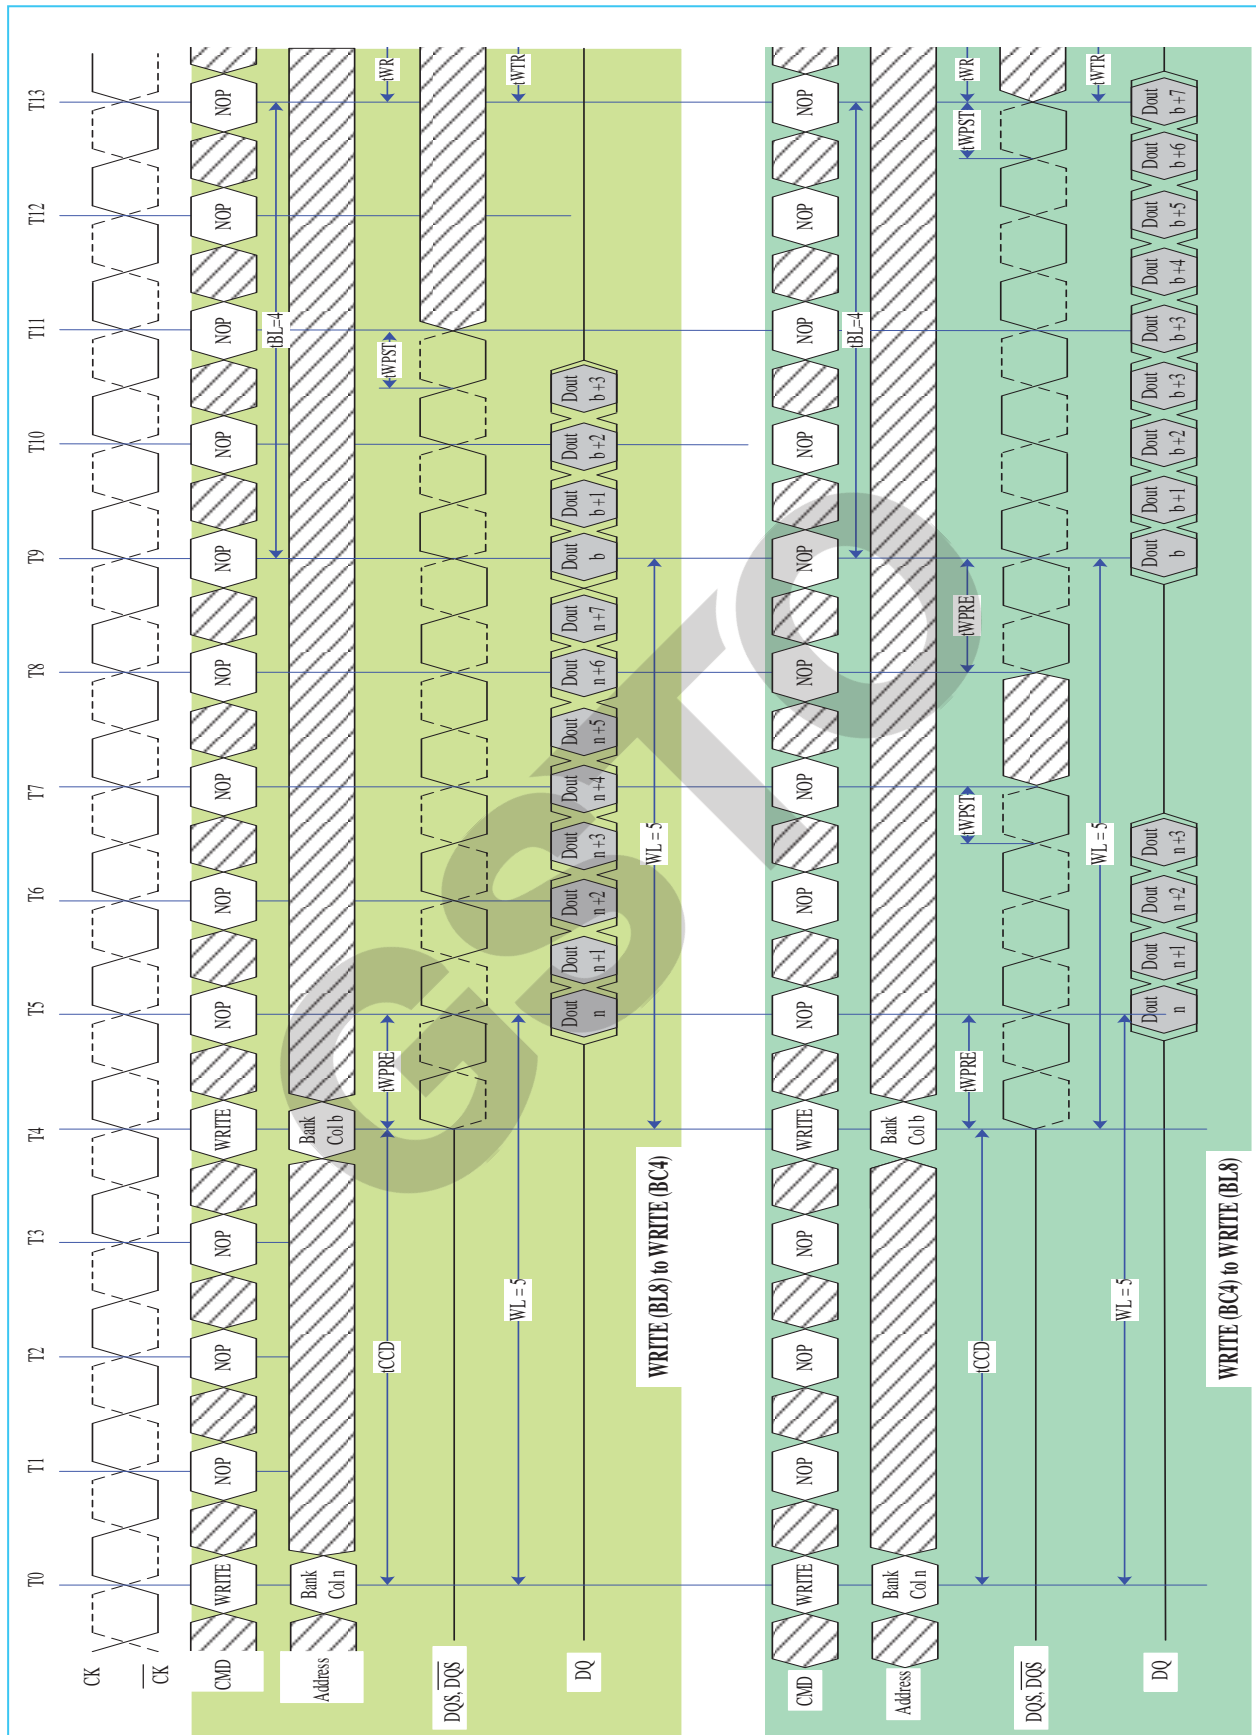 T0 T1 T2 T3 T4 T5 T6 T7 T8 T9 T10 T11 T12 T13
CK
CK
CMD WRITE NOP NOP NOP WRITE NOP NOP NOP NOP NOP NOP NOP NOP NOP
tBL=4
Bank Bank
Address Col n Col b
tCCD tWPRE tWPST tWR
DQS, DQS
WL = 5 tWTR
Dout Dout Dout Dout Dout Dout Dout Dout Dout Dout Dout Dout
DQ n n+1 n+2 n+3 n+4 n+5 n+6 n+7 b b+1 b+2 b+3
WL = 5
WRITE (BL8) to WRITE (BC4)
GSTO
CMD WRITE NOP NOP NOP WRITE NOP NOP NOP NOP NOP NOP NOP NOP NOP
tBL=4
Bank Bank
Address Col n Col b
tCCD tWPRE tWPST tWPRE tWPST tWR
DQS, DQS
WL = 5 tWTR
WL = 5
Dout Dout Dout Dout Dout Dout Dout Dout Dout Dout Dout Dout Dout
DQ n n+1 n+2 n+3 b b+1 b+2 b+3 b+3 b+4 b+5 b+6 b+7
WRITE (BC4) to WRITE (BL8)